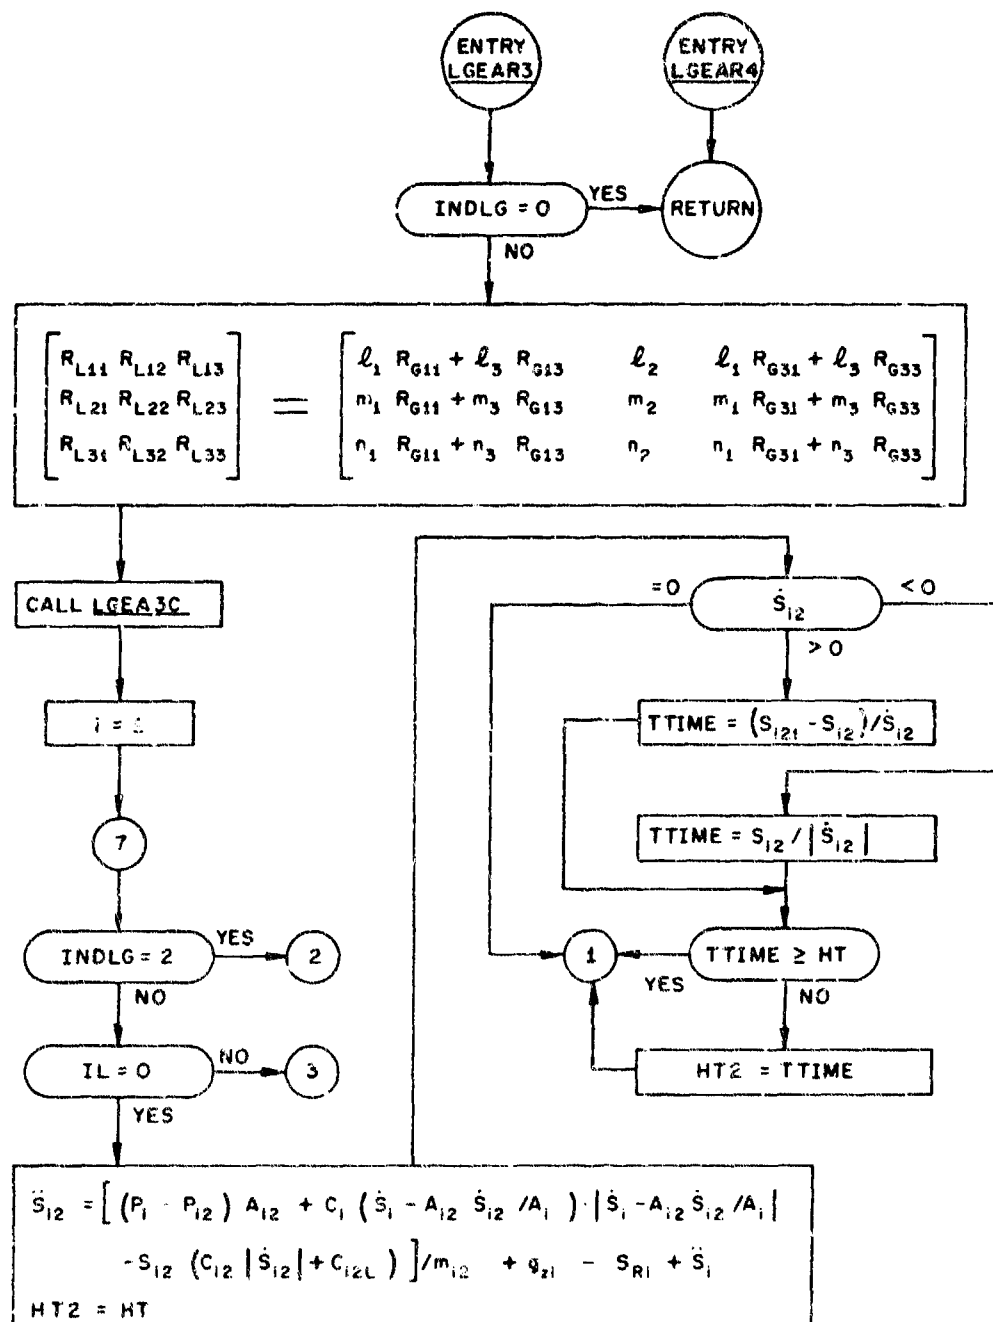 ENTRY
LGEAR3
ENTRY
LGEAR4
INDLG = 0
YES
RETURN
NO
R_L11 R_L12 R_L13
R_L21 R_L22 R_L23
R_L31 R_L32 R_L33
=
ℓ₁ R_G11 + ℓ₃ R_G13 ℓ₂ ℓ₁ R_G31 + ℓ₃ R_G33
m₁ R_G11 + m₃ R_G13 m₂ m₁ R_G31 + m₃ R_G33
n₁ R_G11 + n₃ R_G13 n₂ n₁ R_G31 + n₃ R_G33
CALL LGEA3C
i = 1
7
INDLG = 2
YES
2
NO
IL = 0
NO
3
YES
S̈_i2 = [(P_i - P_i2) A_i2 + C_i (Ṡ_i - A_i2 Ṡ_i2 /A_i) · |Ṡ_i - A_i2 Ṡ_i2 /A_i|
- S_i2 (C_i2 |Ṡ_i2| + C_i2L)]/m_i2 + g_zi - S_Ri + S̈_i
HT2 = HT
Ṡ_i2
=0
<0
>0
TTIME = (S_i2t - S_i2)/Ṡ_i2
TTIME = S_i2 / |Ṡ_i2|
TTIME ≥ HT
YES
1
NO
HT2 = TTIME